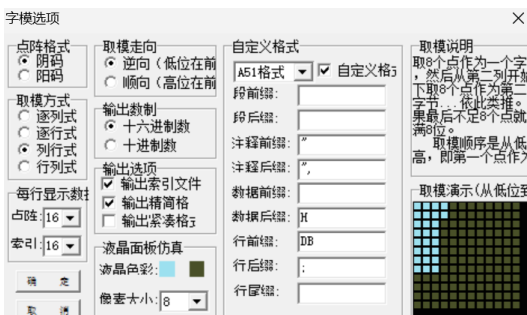 字模选项
点阵格式
阴码
阳码
取模方式
逐列式
逐行式
列行式
行列式
每行显示数据
点阵: 16
索引: 16
确 定
取 消
取模走向
逆向（低位在前
顺向（高位在前
输出数制
十六进制数
十进制数
输出选项
输出索引文件
输出精简格
输出紧凑格式
液晶面板仿真
液晶色彩:
像素大小: 8
自定义格式
A51格式 自定义格式
段前缀:
段后缀:
注释前缀: ”
注释后缀: ”,
数据前缀:
数据后缀: H
行前缀: DB
行后缀: ;
行尾缀:
取模说明
取8个点作为一个字
，然后从第二列开始
下取8个点作为第二
字节...依此类推。
果最后不足8个点就
满8位。
取模顺序是从低
高，即第一个点作为
取模演示(从低位到